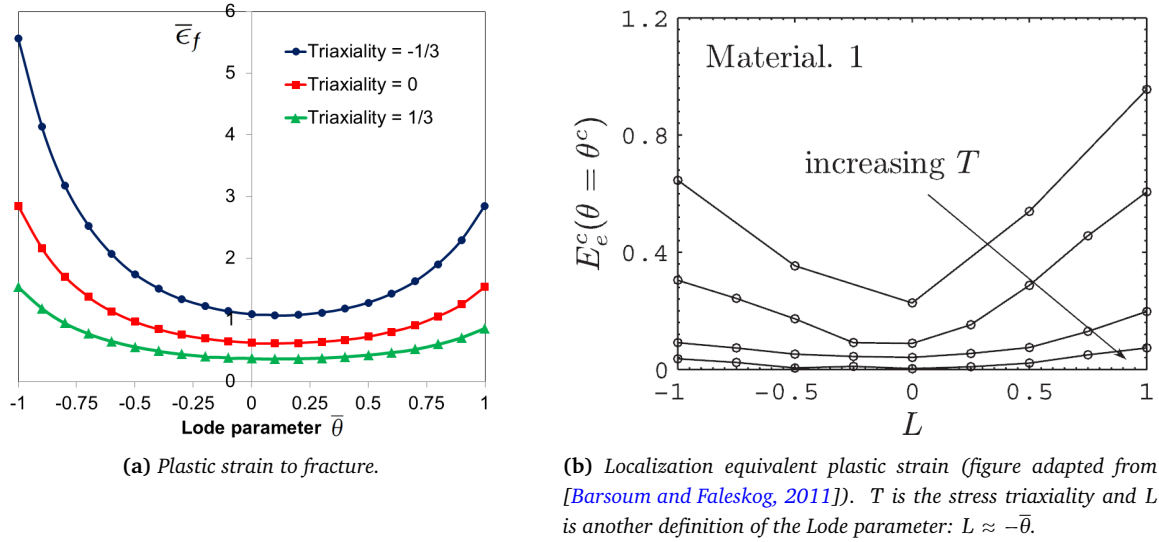 6
5
4
3
2
1
0
ε̄_f
Triaxiality = -1/3
Triaxiality = 0
Triaxiality = 1/3
-1 -0.75 -0.5 -0.25 0 0.25 0.5 0.75 1
Lode parameter θ̄
(a) Plastic strain to fracture.
1.2
0.8
0.4
0
E_e^c(θ = θ^c)
Material. 1
increasing T
-1 -0.5 0 0.5 1
L
(b) Localization equivalent plastic strain (figure adapted from
[Barsoum and Faleskog, 2011]). T is the stress triaxiality and L
is another definition of the Lode parameter: L ≈ −θ̄.